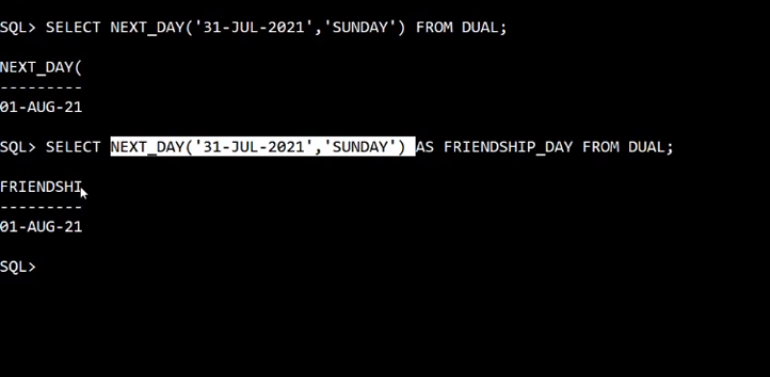 SQL> SELECT NEXT_DAY('31-JUL-2021','SUNDAY') FROM DUAL;
NEXT_DAY(
---------
01-AUG-21
SQL> SELECT NEXT_DAY('31-JUL-2021','SUNDAY') AS FRIENDSHIP_DAY FROM DUAL;
FRIENDSHI
---------
01-AUG-21
SQL>